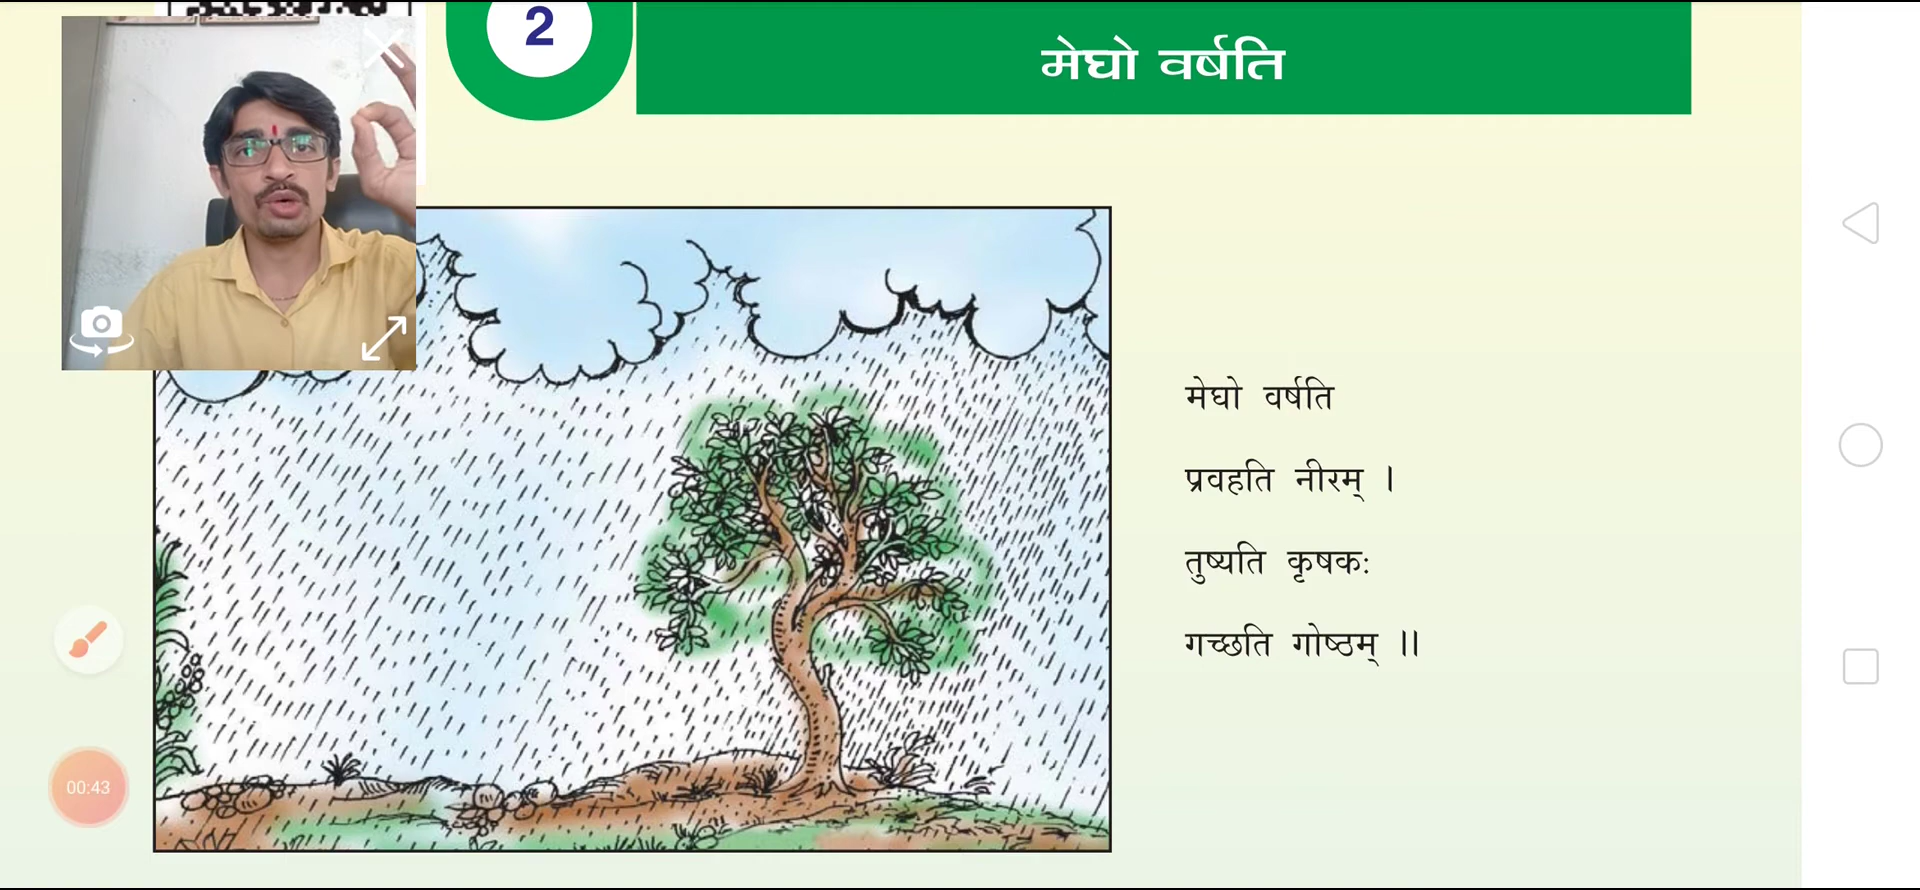 2
मेघो वर्षति
मेघो वर्षति
प्रवहति नीरम् ।
तुष्यति कृषकः
गच्छति गोष्ठम् ।।
00:43